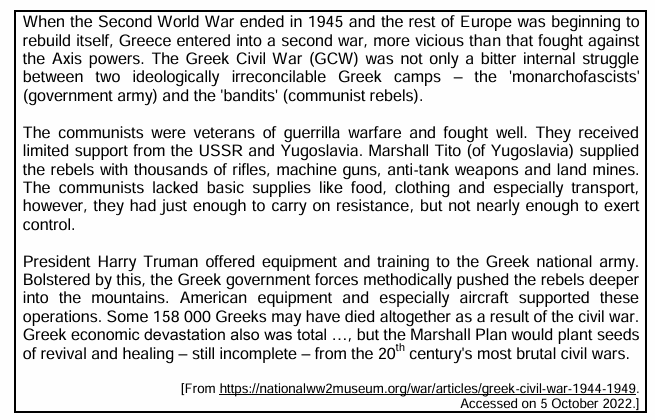 When the Second World War ended in 1945 and the rest of Europe was beginning to
rebuild itself, Greece entered into a second war, more vicious than that fought against
the Axis powers. The Greek Civil War (GCW) was not only a bitter internal struggle
between two ideologically irreconcilable Greek camps – the 'monarchofascists'
(government army) and the 'bandits' (communist rebels).
The communists were veterans of guerrilla warfare and fought well. They received
limited support from the USSR and Yugoslavia. Marshall Tito (of Yugoslavia) supplied
the rebels with thousands of rifles, machine guns, anti-tank weapons and land mines.
The communists lacked basic supplies like food, clothing and especially transport,
however, they had just enough to carry on resistance, but not nearly enough to exert
control.
President Harry Truman offered equipment and training to the Greek national army.
Bolstered by this, the Greek government forces methodically pushed the rebels deeper
into the mountains. American equipment and especially aircraft supported these
operations. Some 158 000 Greeks may have died altogether as a result of the civil war.
Greek economic devastation also was total …, but the Marshall Plan would plant seeds
of revival and healing – still incomplete – from the 20th century's most brutal civil wars.
[From https://nationalww2museum.org/war/articles/greek-civil-war-1944-1949.
Accessed on 5 October 2022.]